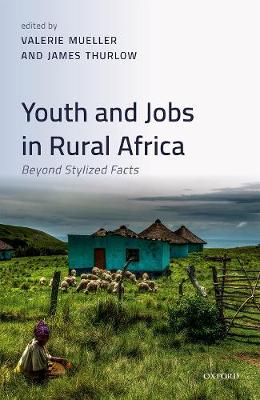 edited by
VALERIE MUELLER
AND JAMES THURLOW
Youth and Jobs
in Rural Africa
Beyond Stylized Facts
OXFORD